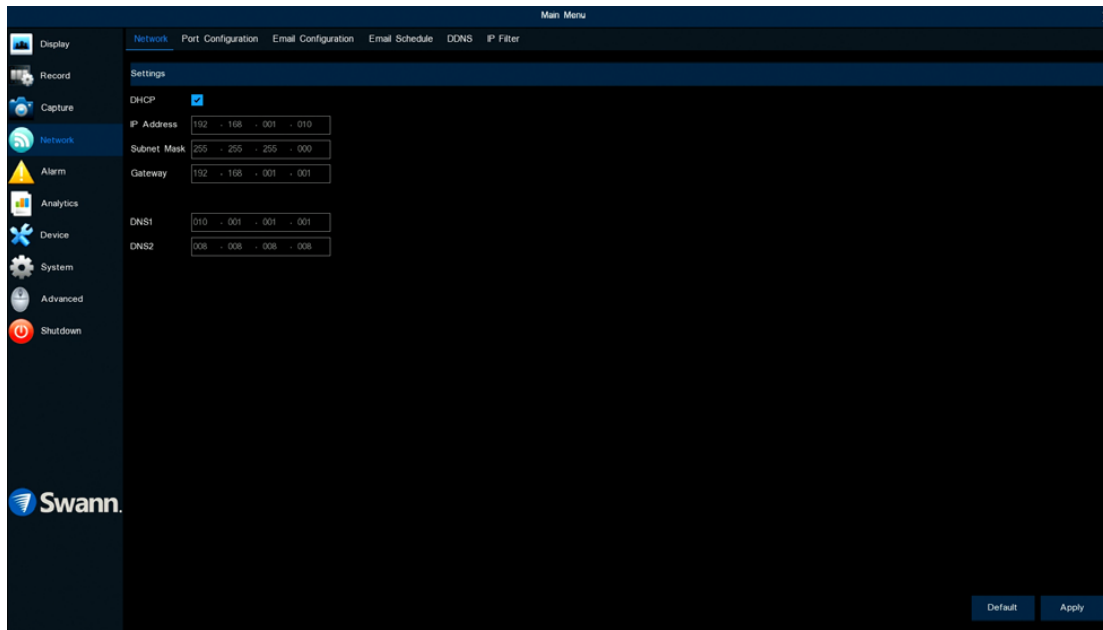 Main Menu
Network Port Configuration Email Configuration Email Schedule DDNS IP Filter
Display
Record
Capture
Network
Alarm
Analytics
Device
System
Advanced
Shutdown
Swann.
Settings
DHCP
IP Address 192 . 168 . 001 . 010
Subnet Mask 255 . 255 . 255 . 000
Gateway 192 . 168 . 001 . 001
DNS1 010 . 001 . 001 . 001
DNS2 008 . 008 . 008 . 008
Default Apply